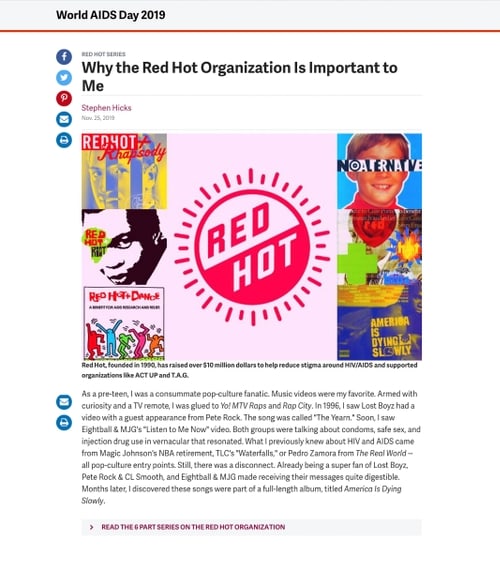 World AIDS Day 2019
RED HOT SERIES
Why the Red Hot Organization Is Important to
Me
Stephen Hicks
Nov. 25, 2019
REDHOT+
Rhapsody
NO ALTERNATIVE
RED
HOT
RED
HOT
RIOT
RED HOT + DANCE
A BENEFIT FOR AIDS RESEARCH AND RELIEF
AMERICA
IS
DYING
SLOWLY
Red Hot, founded in 1990, has raised over $10 million dollars to help reduce stigma around HIV/AIDS and supported
organizations like ACT UP and T.A.G.
As a pre-teen, I was a consummate pop-culture fanatic. Music videos were my favorite. Armed with
curiosity and a TV remote, I was glued to Yo! MTV Raps and Rap City. In 1996, I saw Lost Boyz had a
video with a guest appearance from Pete Rock. The song was called "The Yearn." Soon, I saw
Eightball & MJG's "Listen to Me Now" video. Both groups were talking about condoms, safe sex, and
injection drug use in vernacular that resonated. What I previously knew about HIV and AIDS came
from Magic Johnson's NBA retirement, TLC's "Waterfalls," or Pedro Zamora from The Real World —
all pop-culture entry points. Still, there was a disconnect. Already being a super fan of Lost Boyz,
Pete Rock & CL Smooth, and Eightball & MJG made receiving their messages quite digestible.
Months later, I discovered these songs were part of a full-length album, titled America Is Dying
Slowly.
> READ THE 6 PART SERIES ON THE RED HOT ORGANIZATION